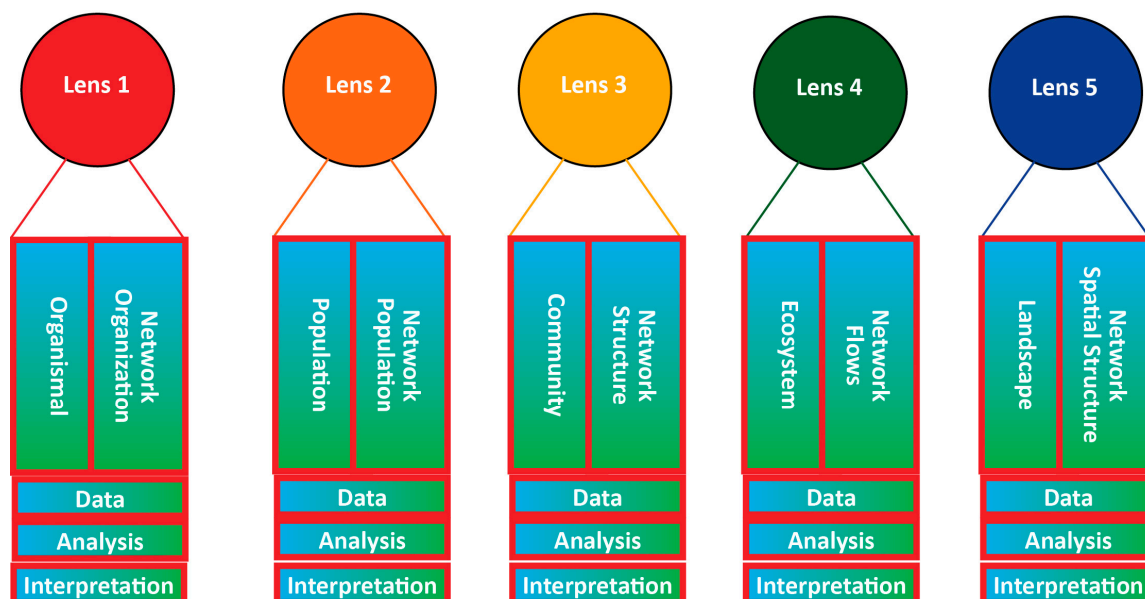 Lens 1
Lens 2
Lens 3
Lens 4
Lens 5
Organismal
Network
Organization
Population
Network
Population
Community
Network
Structure
Ecosystem
Network
Flows
Landscape
Network
Spatial Structure
Data
Data
Data
Data
Data
Analysis
Analysis
Analysis
Analysis
Analysis
Interpretation
Interpretation
Interpretation
Interpretation
Interpretation